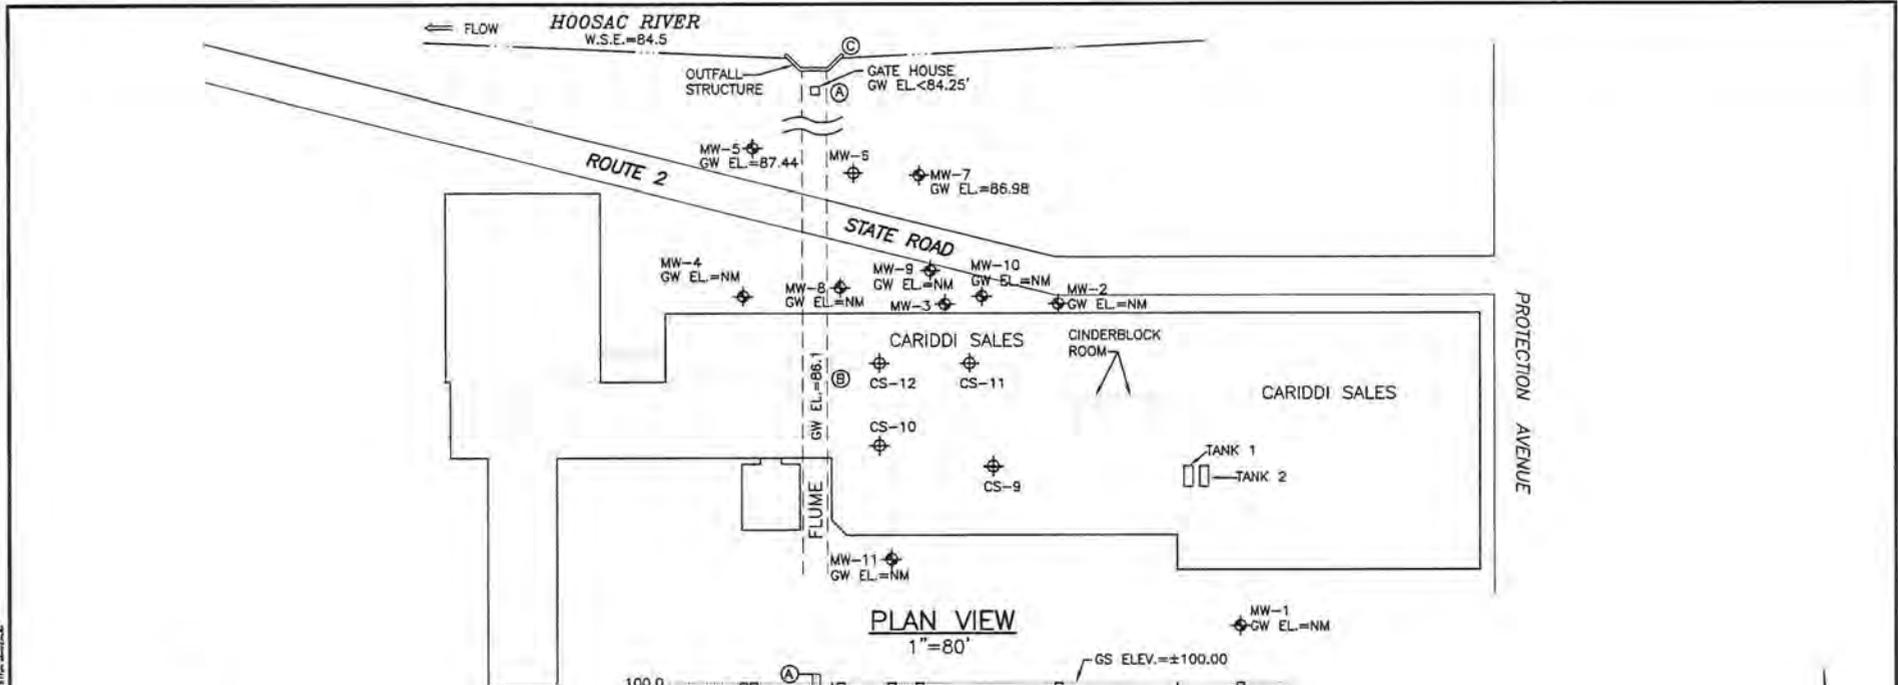 HOOSAC RIVER
FLOW
W.S.E.=84.5
C
OUTFALL
STRUCTURE
GATE HOUSE
GW EL.<84.25'
A
MW-5
GW EL.=87.44
MW-6
MW-7
GW EL.=86.98
ROUTE 2
STATE ROAD
MW-4
GW EL.=NM
MW-8
GW EL.=NM
MW-9
GW EL.=NM
MW-10
GW EL.=NM
MW-3
MW-2
GW EL.=NM
CARIDDI SALES
CINDERBLOCK
ROOM
GW EL.=86.1
B
CS-12
CS-11
CARIDDI SALES
PROTECTION AVENUE
CS-10
CS-9
TANK 1
TANK 2
FLUME
MW-11
GW EL.=NM
MW-1
GW EL.=NM
PLAN VIEW
1"=80'
GS ELEV.=±100.00
A
100.0